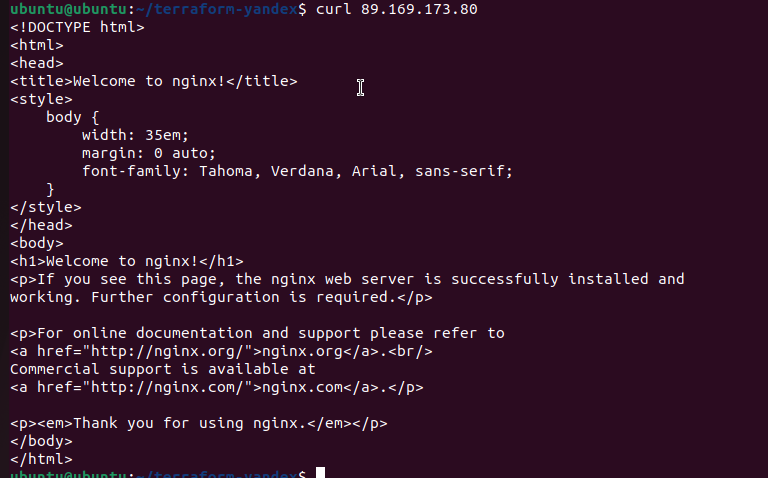 ubuntu@ubuntu:~/terraform-yandex$ curl 89.169.173.80
<!DOCTYPE html>
<html>
<head>
<title>Welcome to nginx!</title>
<style>
    body {
        width: 35em;
        margin: 0 auto;
        font-family: Tahoma, Verdana, Arial, sans-serif;
    }
</style>
</head>
<body>
<h1>Welcome to nginx!</h1>
<p>If you see this page, the nginx web server is successfully installed and
working. Further configuration is required.</p>

<p>For online documentation and support please refer to
<a href="http://nginx.org/">nginx.org</a>.<br/>
Commercial support is available at
<a href="http://nginx.com/">nginx.com</a>.</p>

<p><em>Thank you for using nginx.</em></p>
</body>
</html>
ubuntu@ubuntu:~/terraform-yandex$